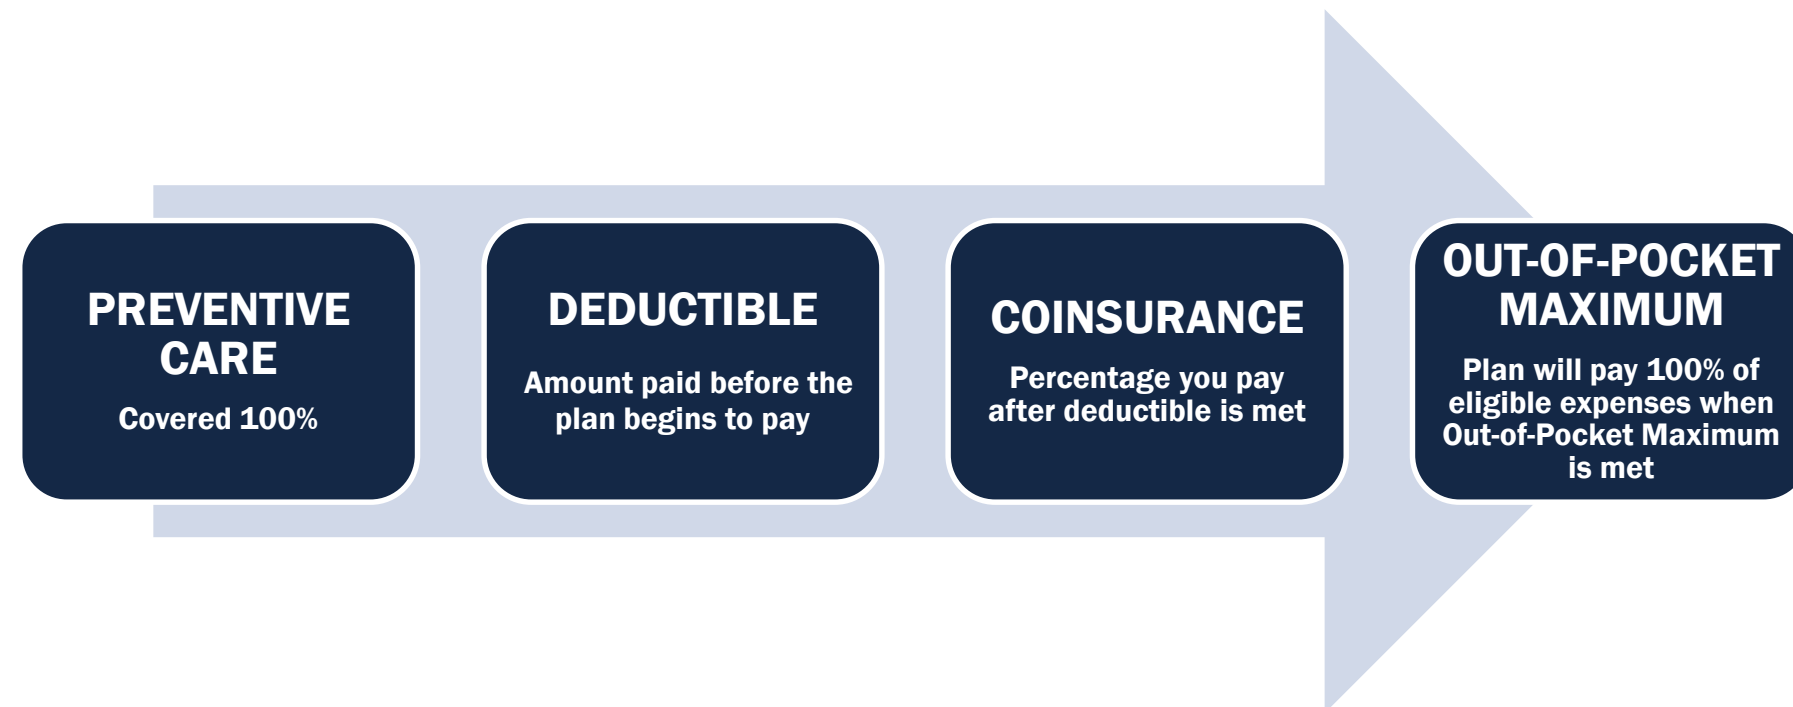 PREVENTIVE
CARE
Covered 100%
DEDUCTIBLE
Amount paid before the
plan begins to pay
COINSURANCE
Percentage you pay
after deductible is met
OUT-OF-POCKET
MAXIMUM
Plan will pay 100% of
eligible expenses when
Out-of-Pocket Maximum
is met